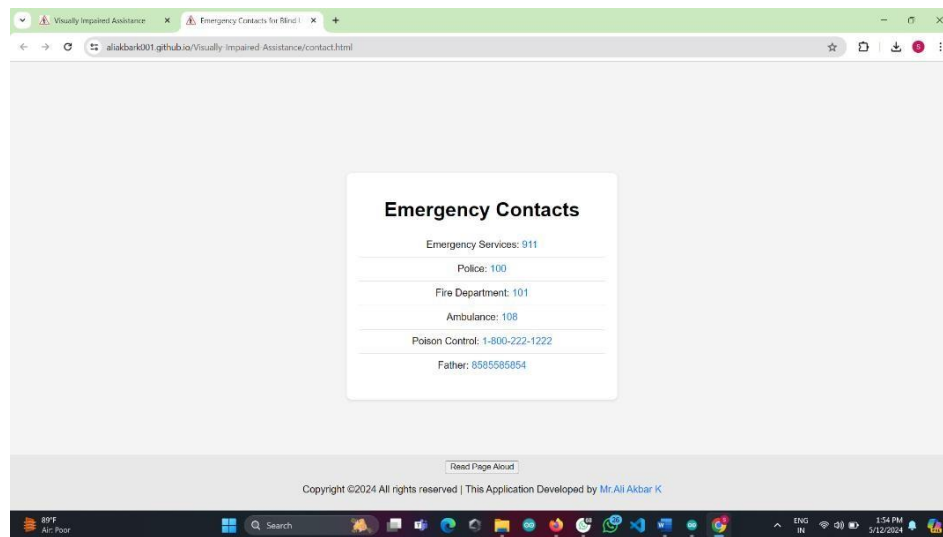 Visually Impaired Assistance
Emergency Contacts for Blind I
aliakbark001.github.io/Visually-Impaired-Assistance/contact.html
S
Emergency Contacts
Emergency Services: 911
Police: 100
Fire Department: 101
Ambulance: 108
Poison Control: 1-800-222-1222
Father: 8585585854
Read Page Aloud
Copyright ©2024 All rights reserved | This Application Developed by Mr.Ali Akbar K
89°F
Air: Poor
Search
ENG
IN
1:54 PM
5/12/2024